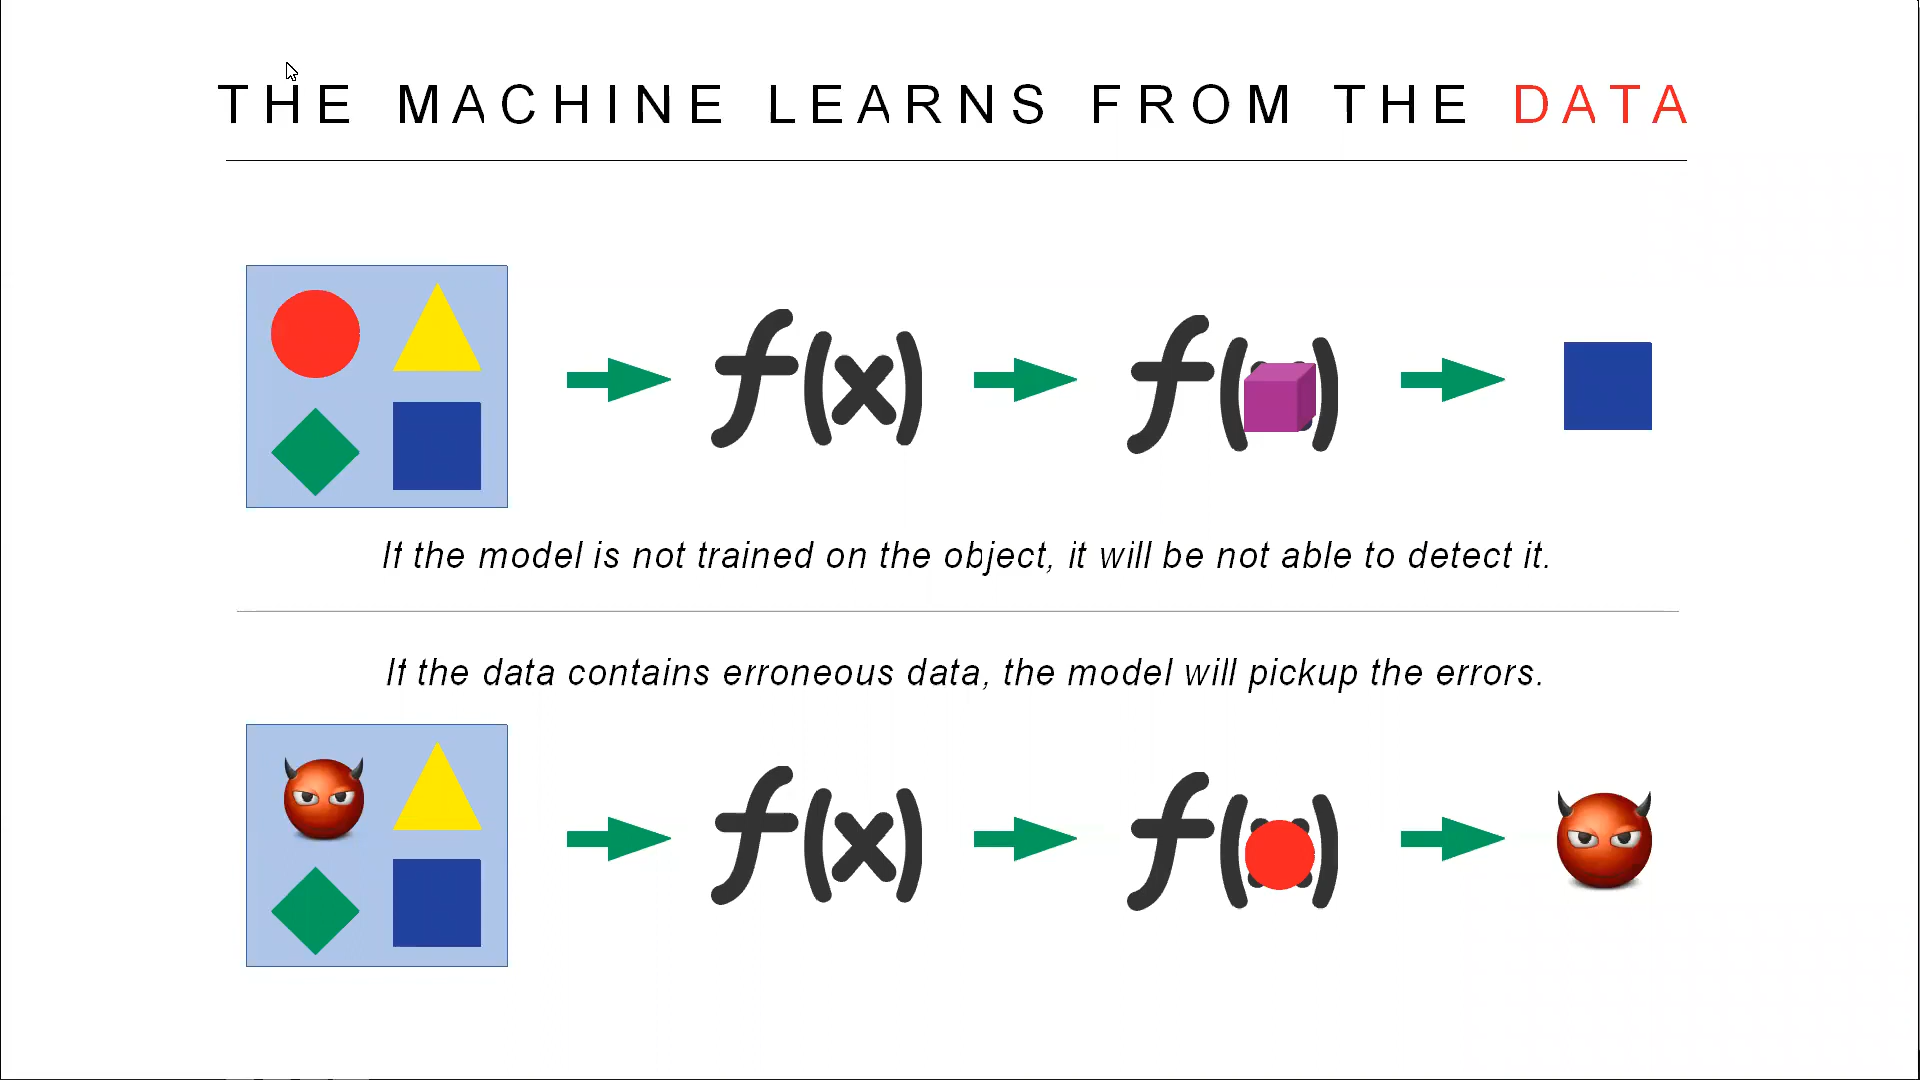 THE MACHINE LEARNS FROM THE DATA
f(x)
f( )
If the model is not trained on the object, it will be not able to detect it.
If the data contains erroneous data, the model will pickup the errors.
f(x)
f( )